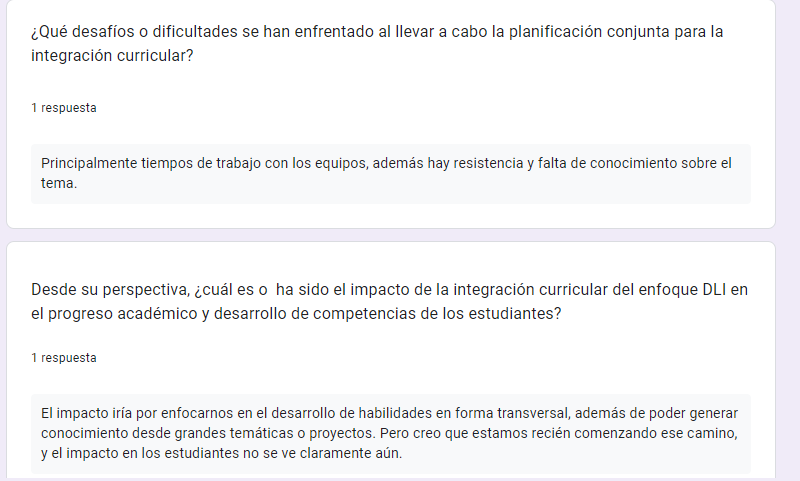 ¿Qué desafíos o dificultades se han enfrentado al llevar a cabo la planificación conjunta para la
integración curricular?
1 respuesta
Principalmente tiempos de trabajo con los equipos, además hay resistencia y falta de conocimiento sobre el
tema.
Desde su perspectiva, ¿cuál es o  ha sido el impacto de la integración curricular del enfoque DLI en
el progreso académico y desarrollo de competencias de los estudiantes?
1 respuesta
El impacto iría por enfocarnos en el desarrollo de habilidades en forma transversal, además de poder generar
conocimiento desde grandes temáticas o proyectos. Pero creo que estamos recién comenzando ese camino,
y el impacto en los estudiantes no se ve claramente aún.